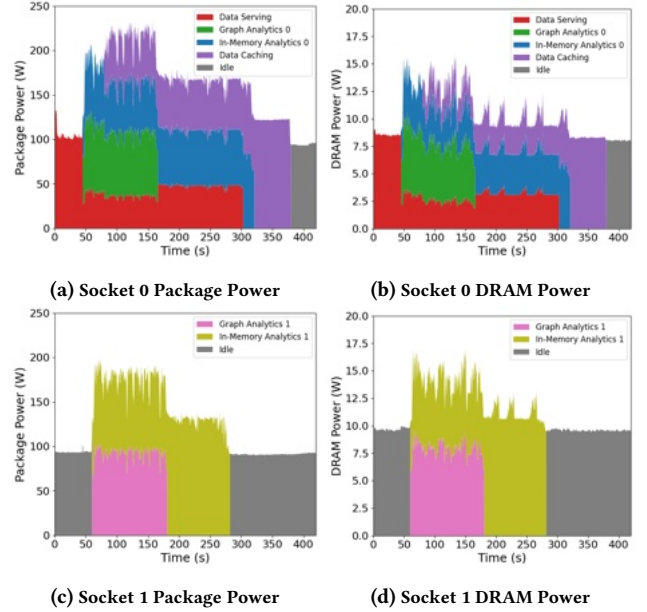 250
200
150
100
50
0
Package Power (W)
Data Serving
Graph Analytics 0
In-Memory Analytics 0
Data Caching
Idle
0 50 100 150 200 250 300 350 400
Time (s)
(a) Socket 0 Package Power
20.0
17.5
15.0
12.5
10.0
7.5
5.0
2.5
0.0
DRAM Power (W)
Data Serving
Graph Analytics 0
In-Memory Analytics 0
Data Caching
Idle
0 50 100 150 200 250 300 350 400
Time (s)
(b) Socket 0 DRAM Power
250
200
150
100
50
0
Package Power (W)
Graph Analytics 1
In-Memory Analytics 1
Idle
0 50 100 150 200 250 300 350 400
Time (s)
(c) Socket 1 Package Power
20.0
17.5
15.0
12.5
10.0
7.5
5.0
2.5
0.0
DRAM Power (W)
Graph Analytics 1
In-Memory Analytics 1
Idle
0 50 100 150 200 250 300 350 400
Time (s)
(d) Socket 1 DRAM Power